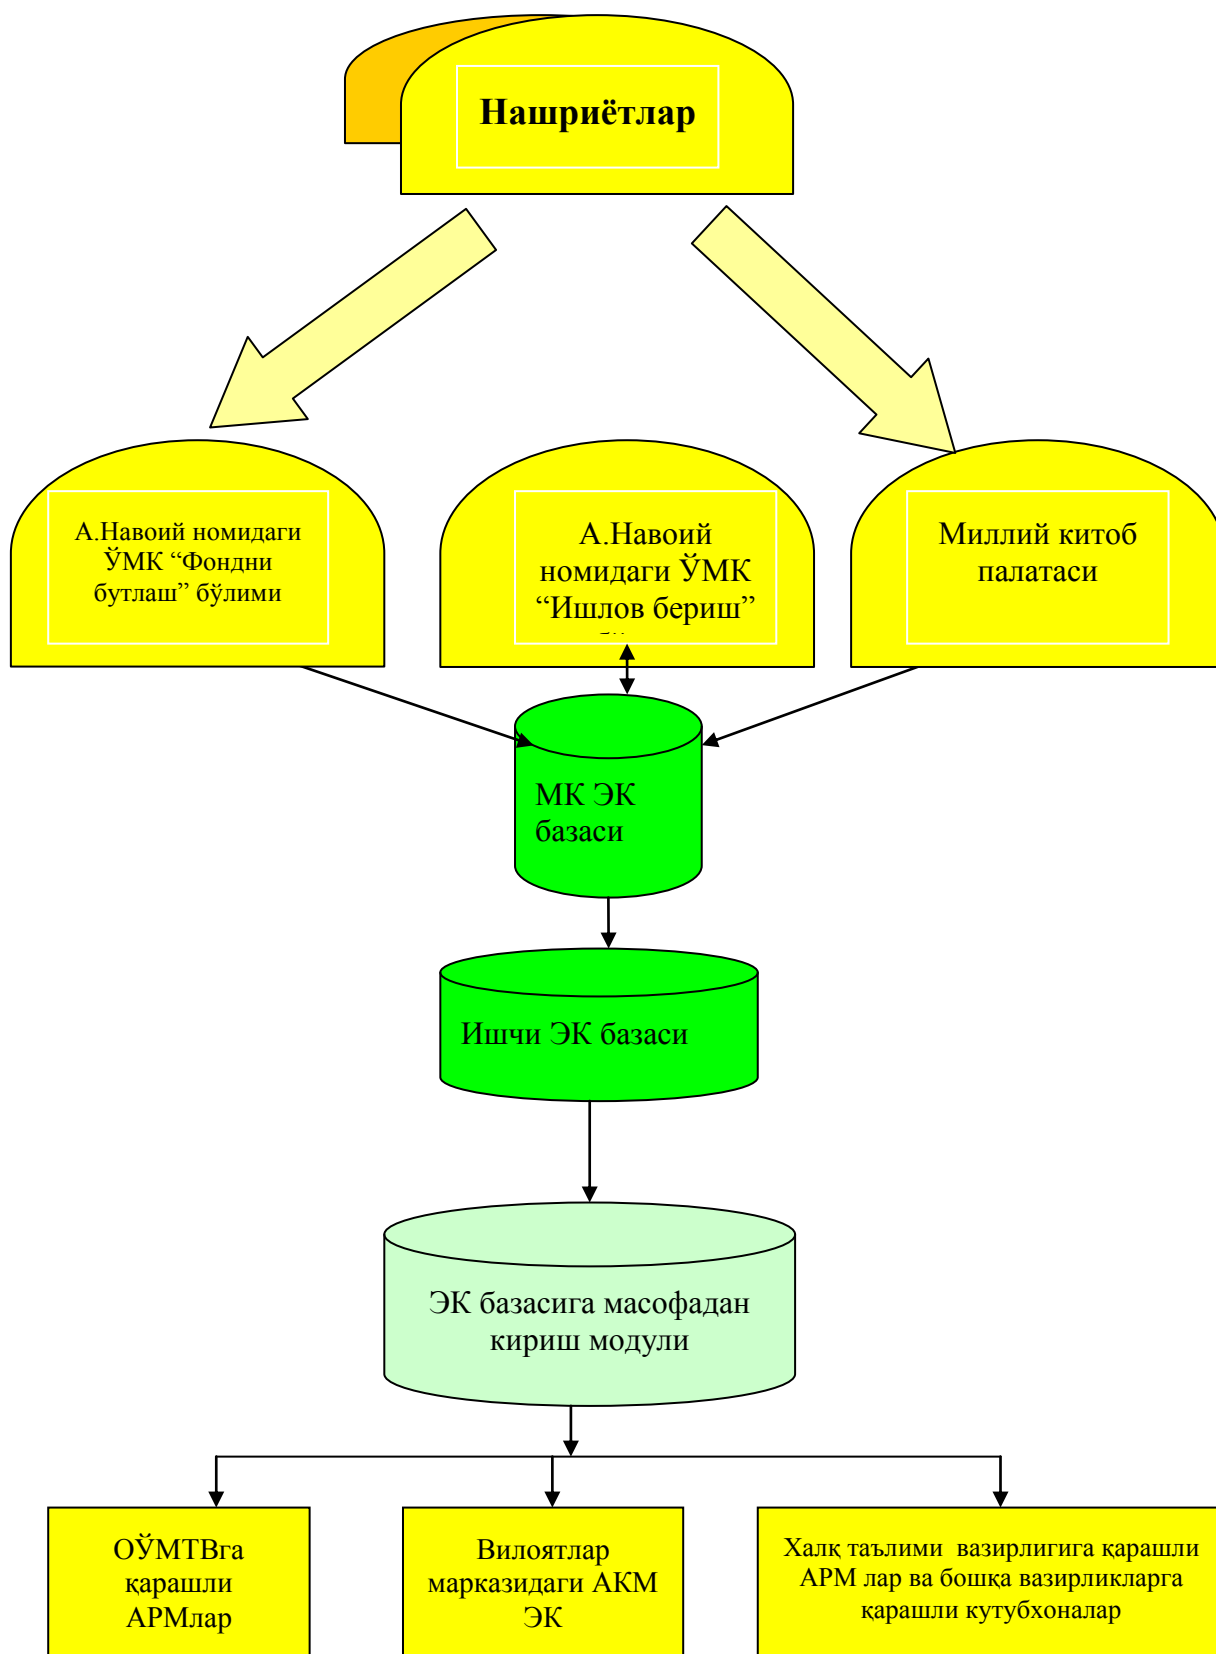 Нашриётлар
А.Навоий номидаги
ЎМК “Фондни
бутлаш” бўлими
А.Навоий
номидаги ЎМК
“Ишлов бериш”
Миллий китоб
палатаси
МК ЭК
базаси
Ишчи ЭК базаси
ЭК базасига масофадан
кириш модули
ОЎМТВга
қарашли
АРМлар
Вилоятлар
марказидаги АКМ
ЭК
Халқ таълими  вазирлигига қарашли
АРМ лар ва бошқа вазирликларга
қарашли кутубхоналар